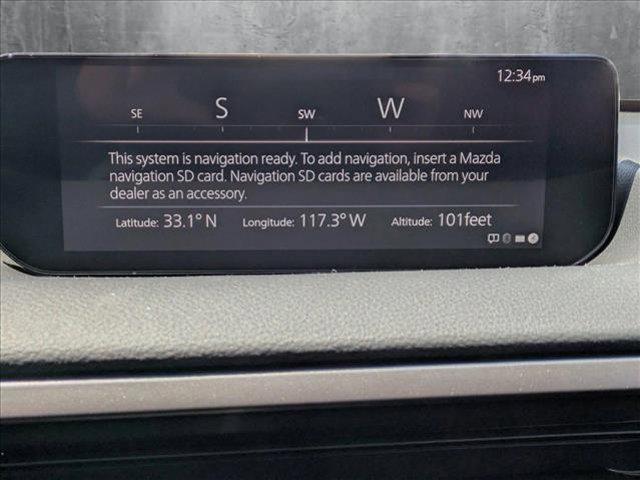 12:34pm
SE S SW W NW
This system is navigation ready. To add navigation, insert a Mazda
navigation SD card. Navigation SD cards are available from your
dealer as an accessory.
Latitude: 33.1° N Longitude: 117.3° W Altitude: 101feet